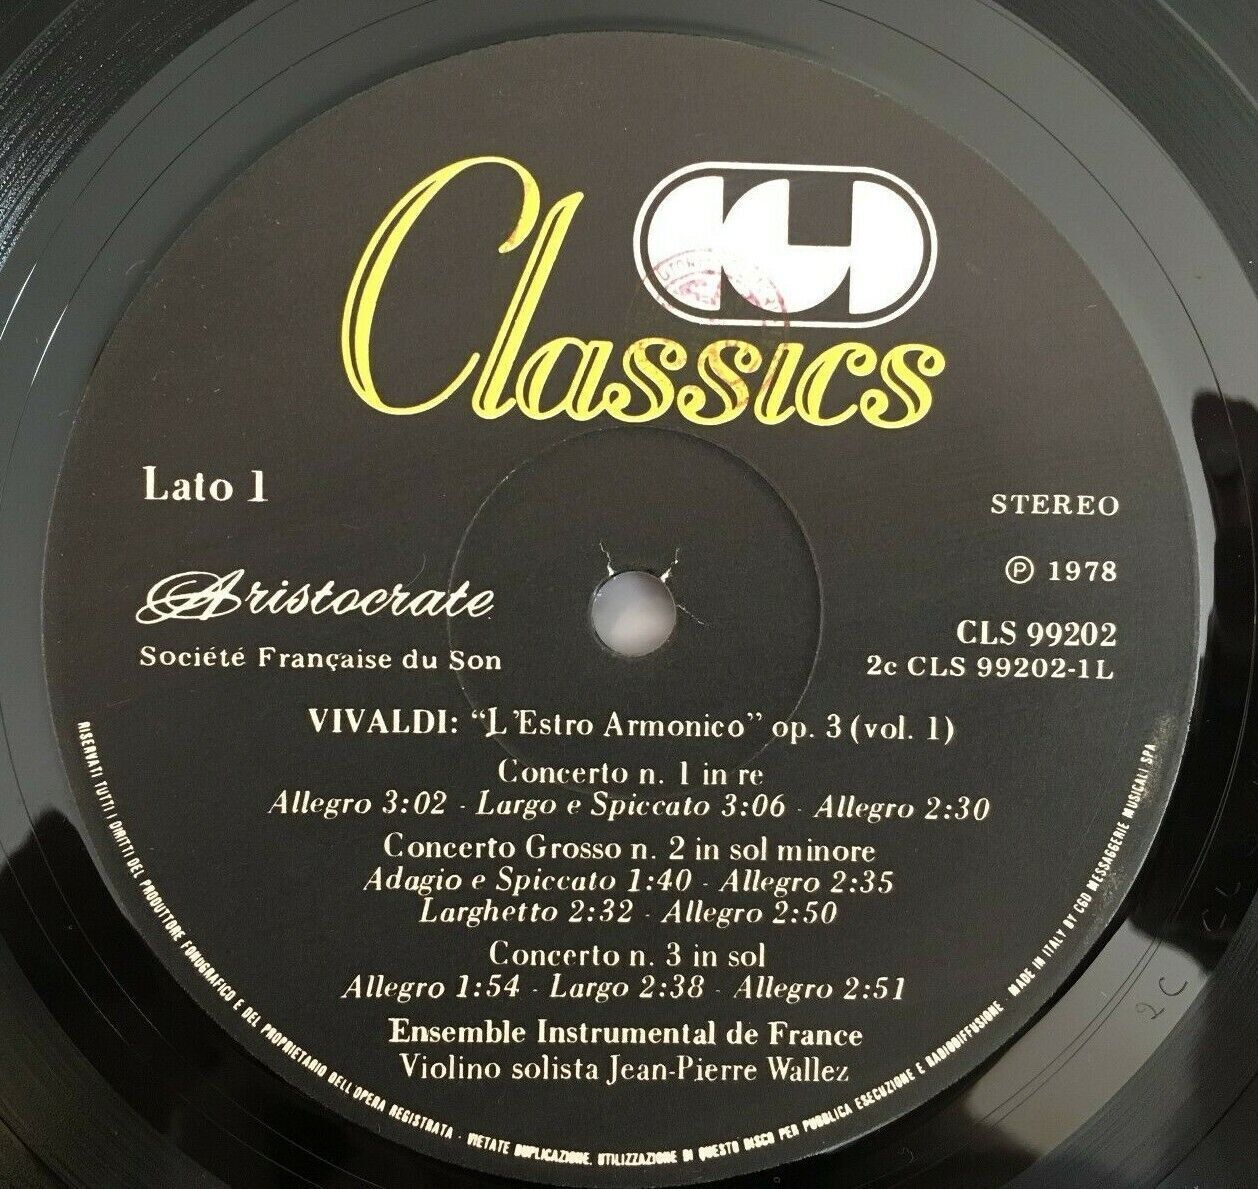 Classics
Lato 1
STEREO
Aristocrate
Société Française du Son
℗ 1978
CLS 99202
2c CLS 99202-1L
VIVALDI: “L'Estro Armonico” op. 3 (vol. 1)
Concerto n. 1 in re
Allegro 3:02 - Largo e Spiccato 3:06 - Allegro 2:30
Concerto Grosso n. 2 in sol minore
Adagio e Spiccato 1:40 - Allegro 2:35
Larghetto 2:32 - Allegro 2:50
Concerto n. 3 in sol
Allegro 1:54 - Largo 2:38 - Allegro 2:51
Ensemble Instrumental de France
Violino solista Jean-Pierre Wallez
RISERVATI TUTTI I DIRITTI DEL PRODUTTORE FONOGRAFICO E DEL PROPRIETARIO DELL'OPERA REGISTRATA - VIETATE DUPLICAZIONE, UTILIZZAZIONE DI QUESTO DISCO PER PUBBLICA ESECUZIONE E RADIODIFFUSIONE MADE IN ITALY BY CGD MESSAGGERIE MUSICALI SPA
2C